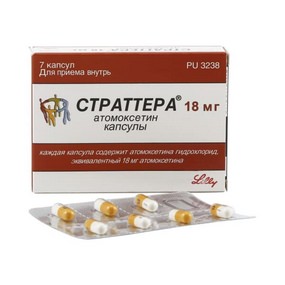 7 капсул
Для приема внутрь
PU 3238
СТРАТТЕРА® 18 мг
атомоксетин
капсулы
каждая капсула содержит атомоксетина гидрохлорид,
эквивалентный 18 мг атомоксетина
Lilly